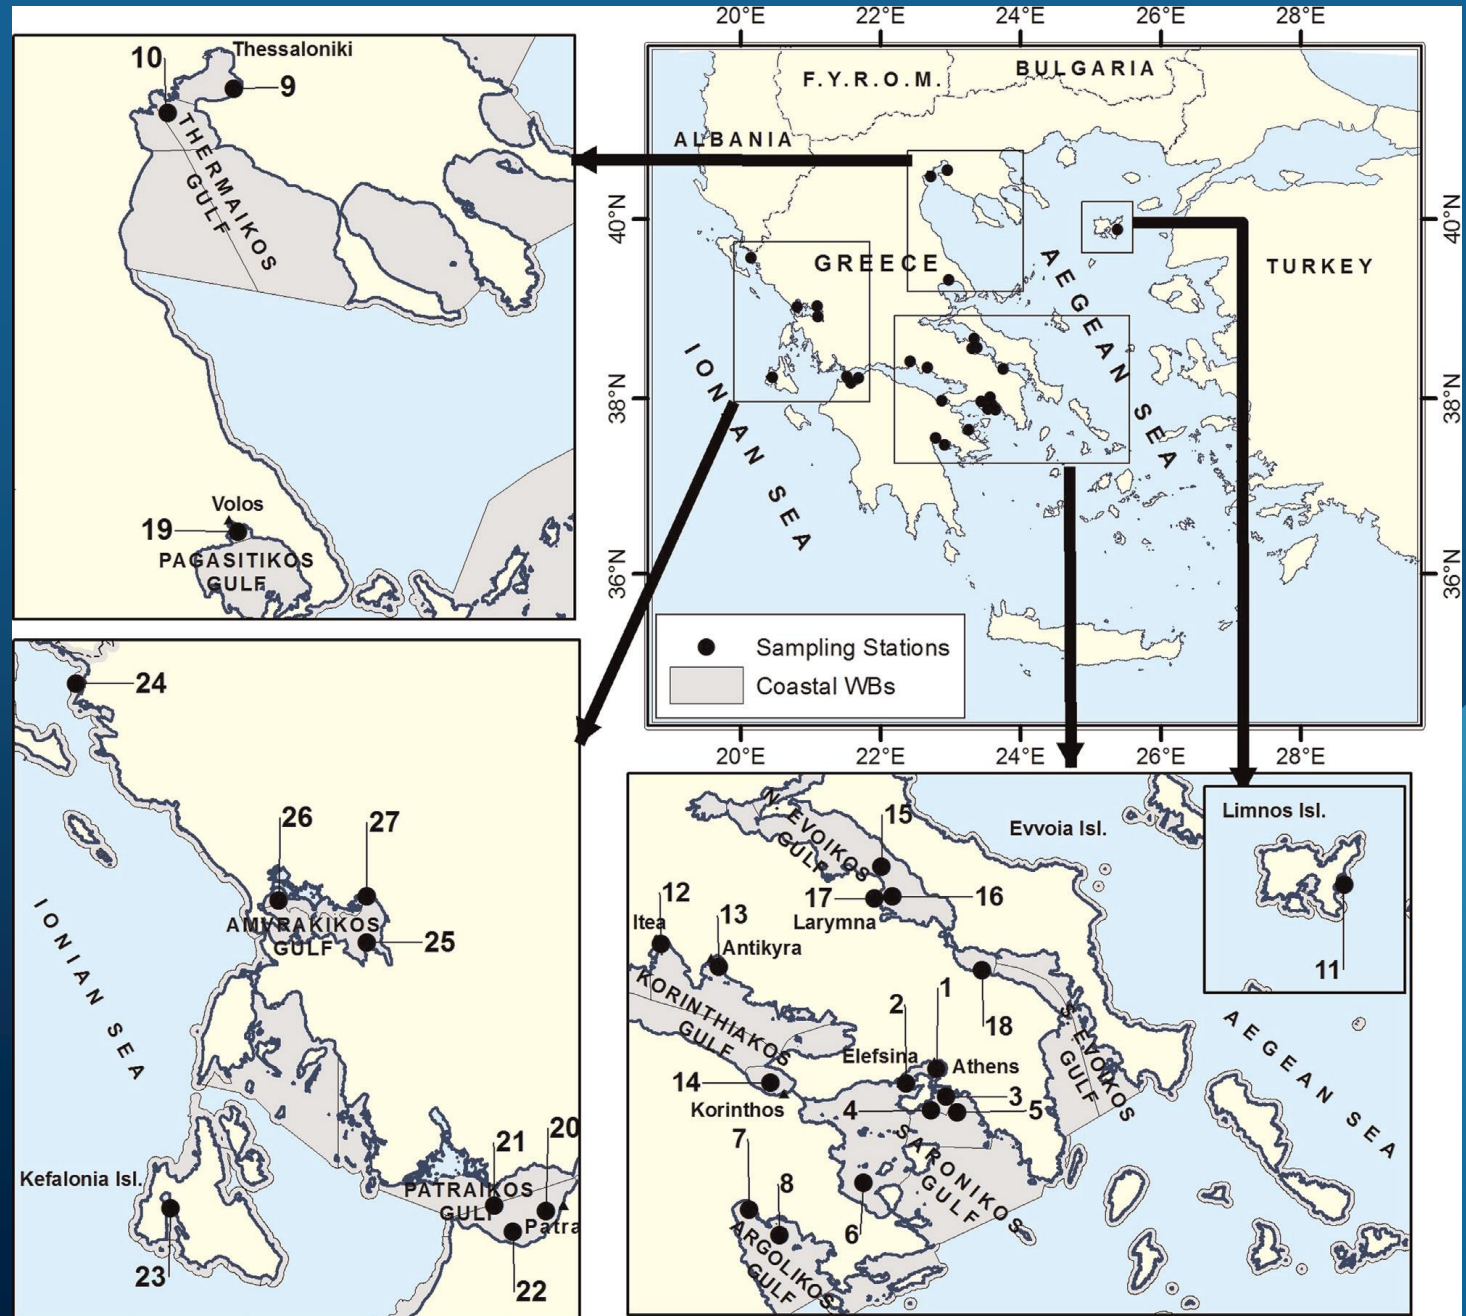 20°E 22°E 24°E 26°E 28°E
F.Y.R.O.M.
BULGARIA
ALBANIA
GREECE
TURKEY
AEGEAN SEA
IONIAN SEA
40°N
38°N
36°N
40°N
38°N
36°N
Sampling Stations
Coastal WBs
20°E 22°E 24°E 26°E 28°E
10
Thessaloniki
9
THERMAIKOS
GULF
Volos
19
PAGASITIKOS
GULF
24
26
27
AMVRAKIKOS
GULF
25
IONIAN SEA
Kefalonia Isl.
23
21
20
PATRAIKOS
GULF
Patra
22
N. EVOIKOS
GULF
15
Evvoia Isl.
17
16
Larymna
12
Itea
13
Antikyra
KORINTHIAKOS
GULF
18
S. EVOIKOS
GULF
2
1
Elefsina
Athens
14
Korinthos
3
4
5
SARONIKOS
GULF
7
8
6
ARGOLIKOS
GULF
AEGEAN SEA
Limnos Isl.
11